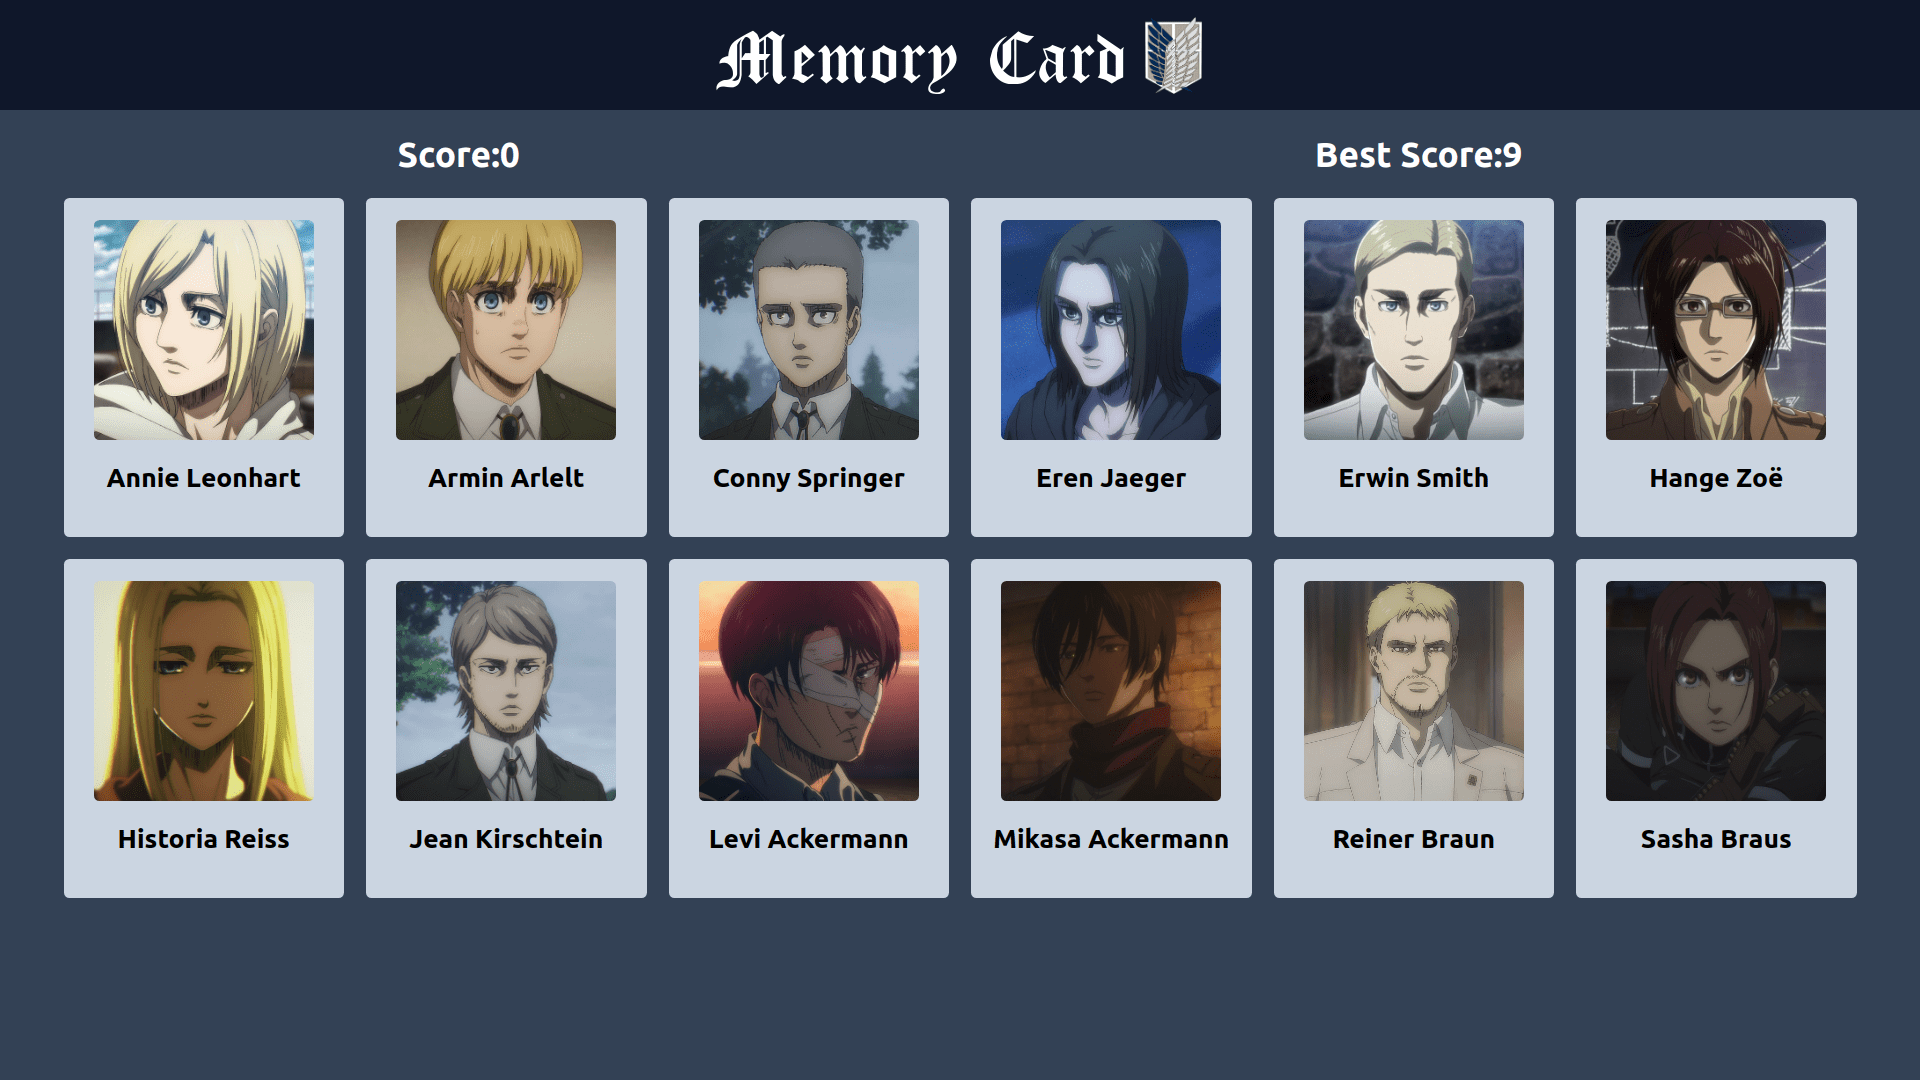 Memory Card
Score:0
Best Score:9
Annie Leonhart
Armin Arlelt
Conny Springer
Eren Jaeger
Erwin Smith
Hange Zoë
Historia Reiss
Jean Kirschtein
Levi Ackermann
Mikasa Ackermann
Reiner Braun
Sasha Braus